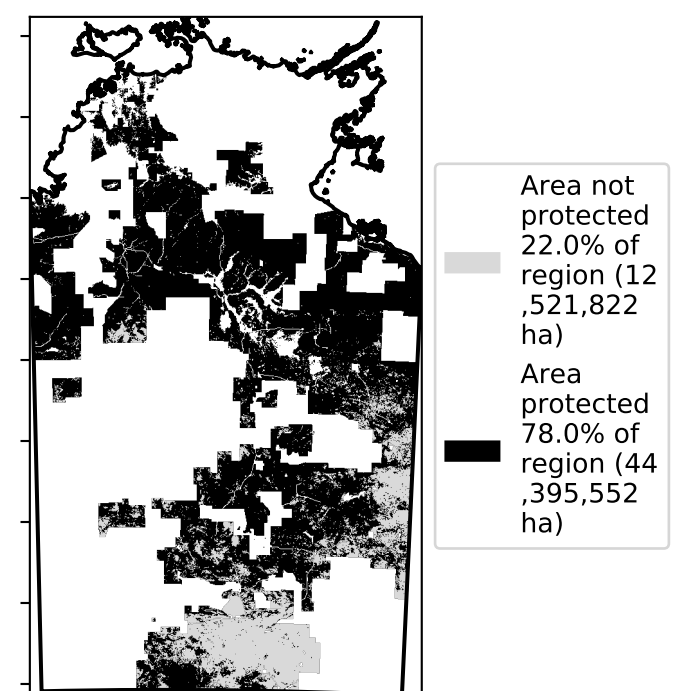 Area not
protected
22.0% of
region (12
,521,822
ha)
Area
protected
78.0% of
region (44
,395,552
ha)